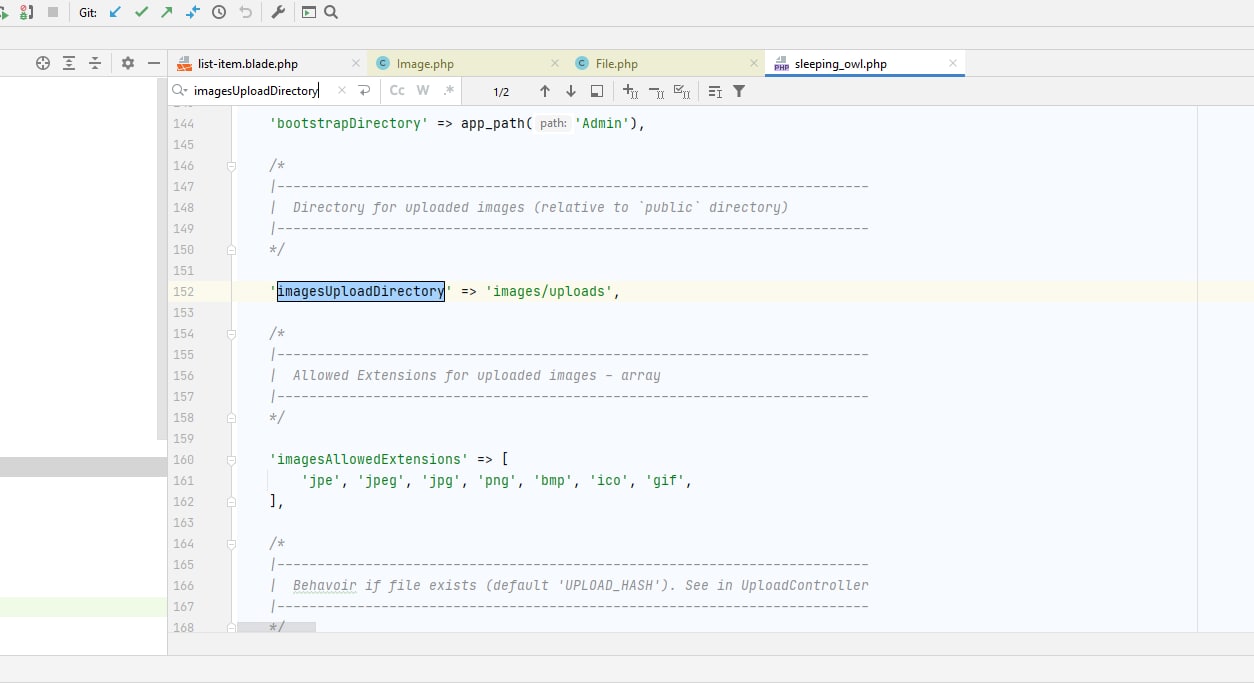 Git:
list-item.blade.php
Image.php
File.php
sleeping_owl.php
imagesUploadDirectory
Cc
W
.*
1/2
144 'bootstrapDirectory' => app_path( path: 'Admin'),
145
146 /*
147 |--------------------------------------------------------------------------
148 | Directory for uploaded images (relative to `public` directory)
149 |--------------------------------------------------------------------------
150 */
151
152 'imagesUploadDirectory' => 'images/uploads',
153
154 /*
155 |--------------------------------------------------------------------------
156 | Allowed Extensions for uploaded images - array
157 |--------------------------------------------------------------------------
158 */
159
160 'imagesAllowedExtensions' => [
161 'jpe', 'jpeg', 'jpg', 'png', 'bmp', 'ico', 'gif',
162 ],
163
164 /*
165 |--------------------------------------------------------------------------
166 | Behavoir if file exists (default 'UPLOAD_HASH'). See in UploadController
167 |--------------------------------------------------------------------------
168 */